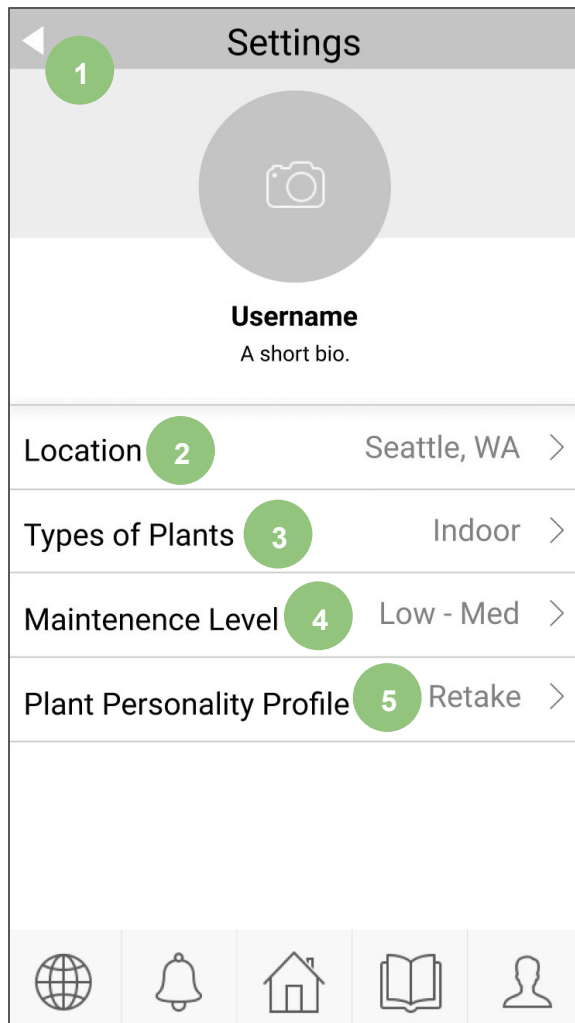 Settings
1
Username
A short bio.
Location 2 Seattle, WA
Types of Plants 3 Indoor
Maintenence Level 4 Low - Med
Plant Personality Profile 5 Retake